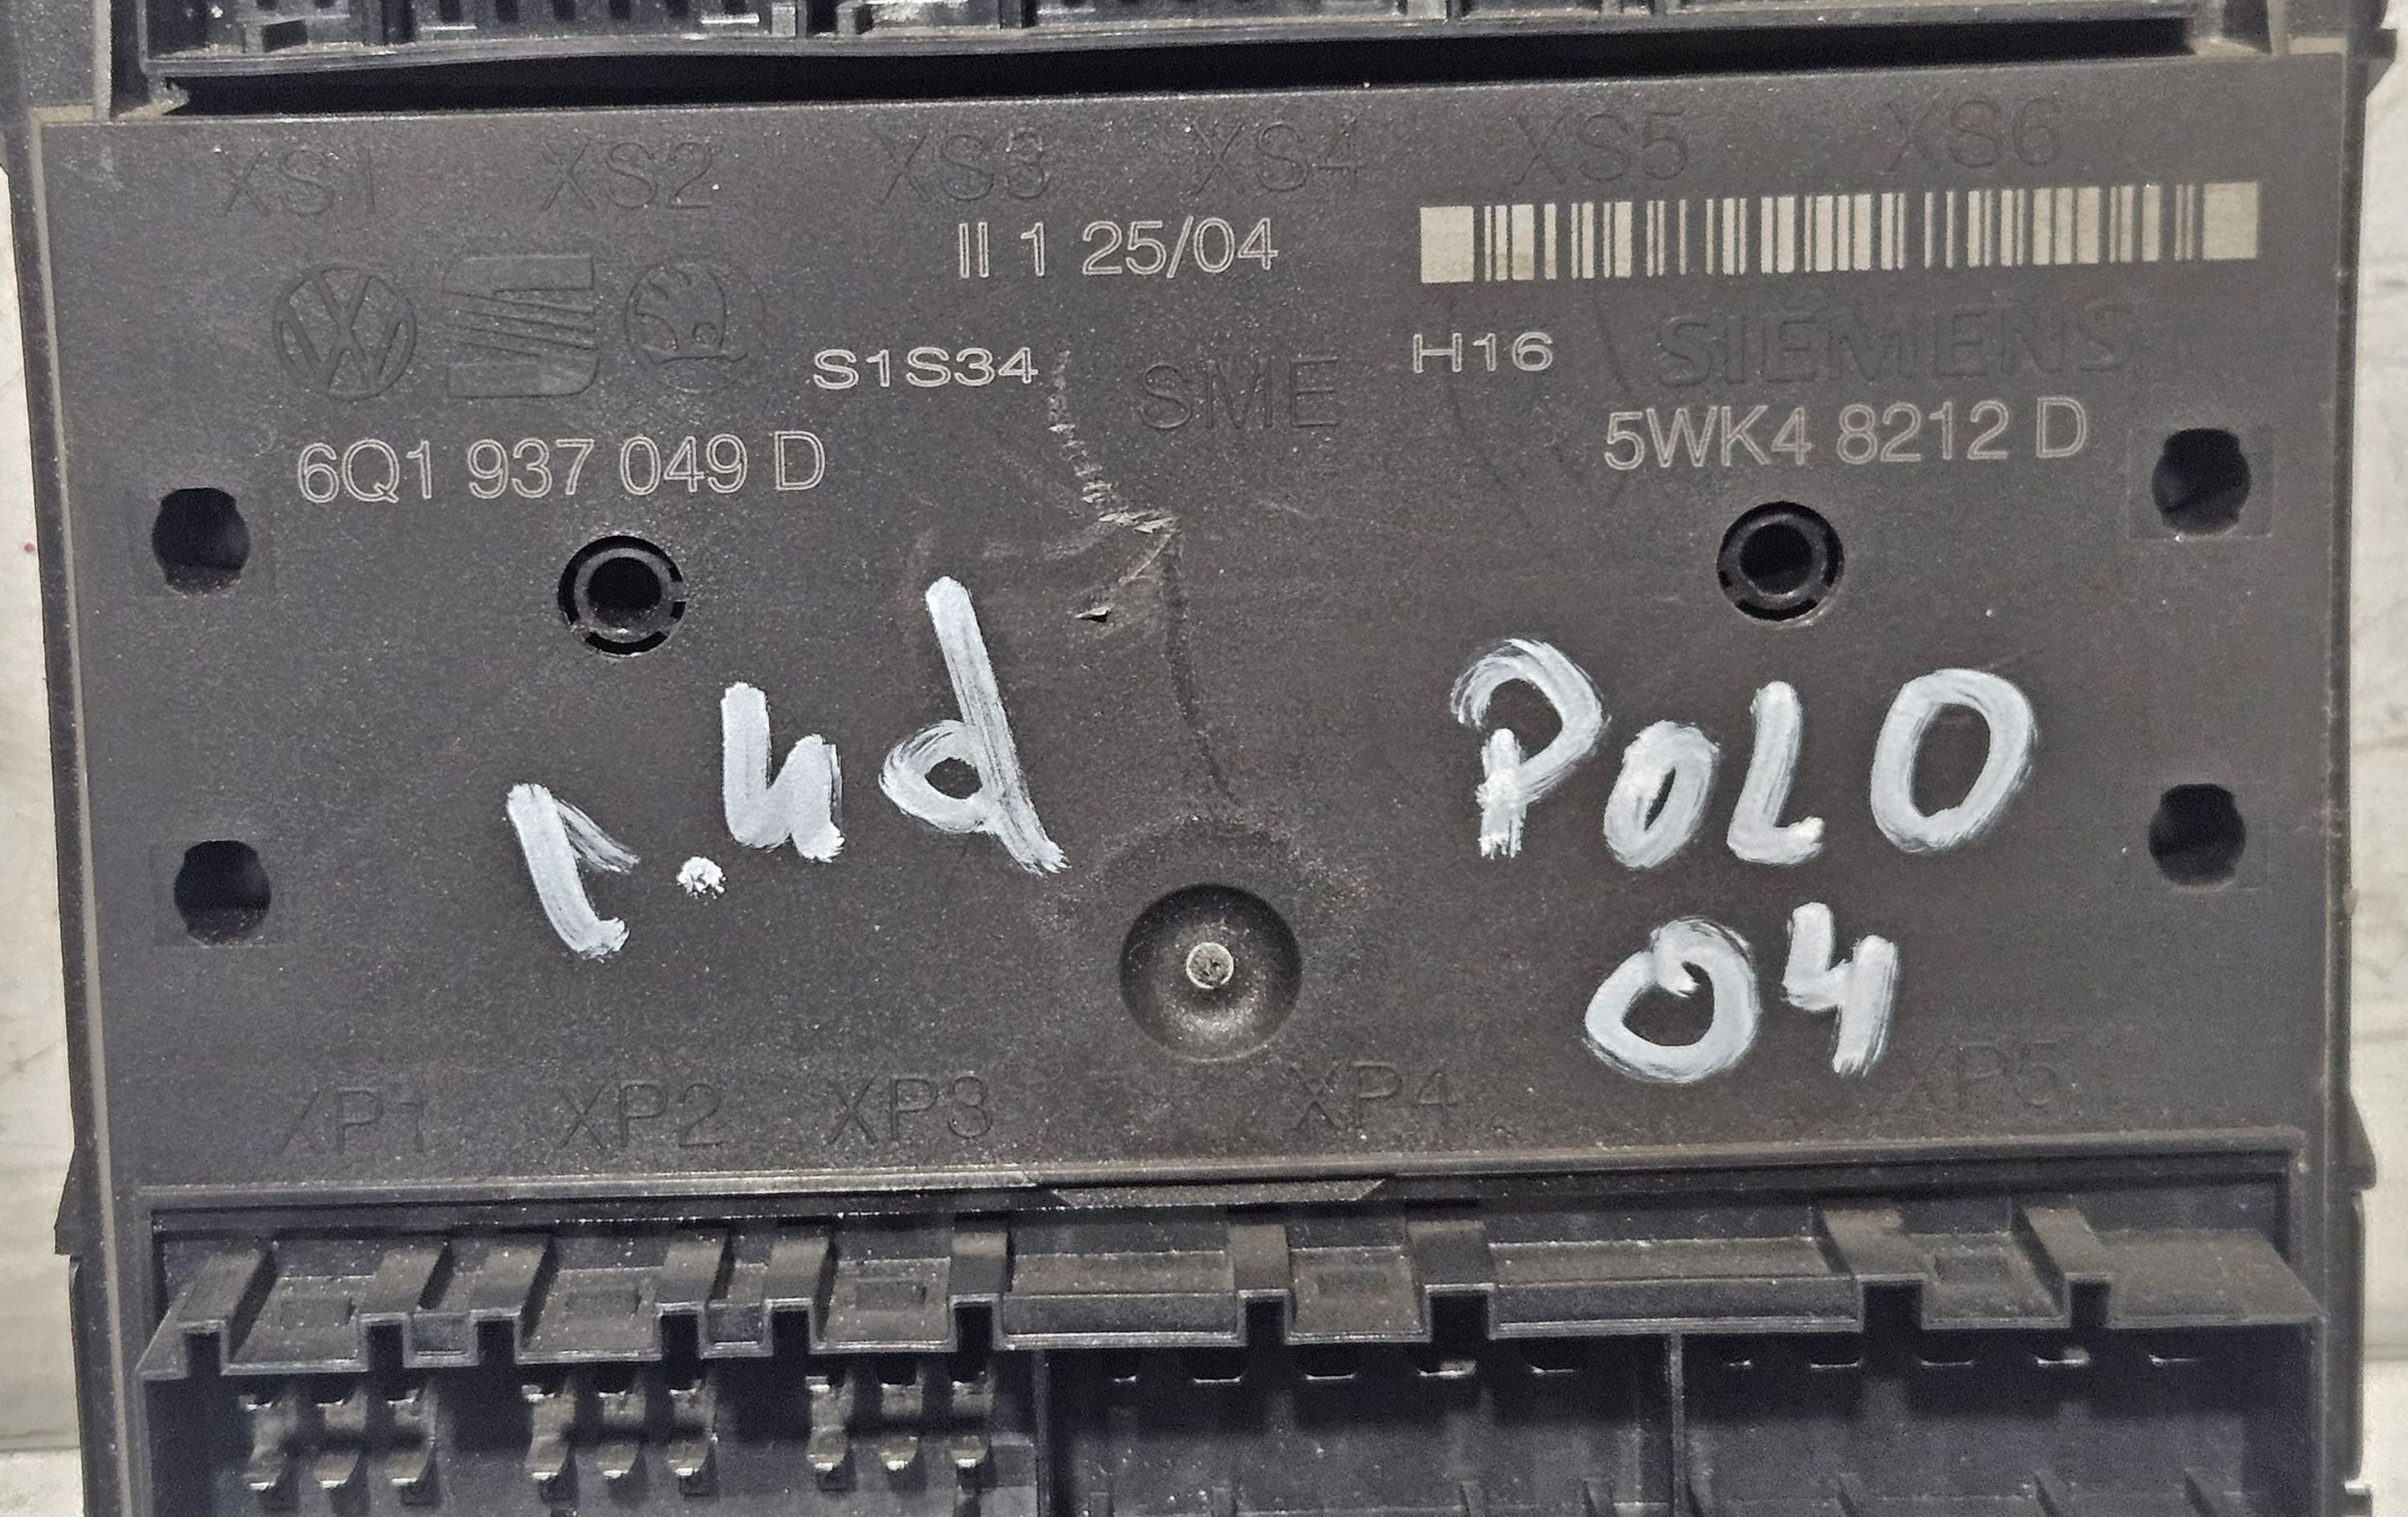 XS1 XS2 XS3 XS4 XS5 XS6
II 1 25/04
S1S34 SME H16 SIEMENS
6Q1 937 049 D 5WK4 8212 D
1.4d POLO
04
XP1 XP2 XP3 XP4 XP5